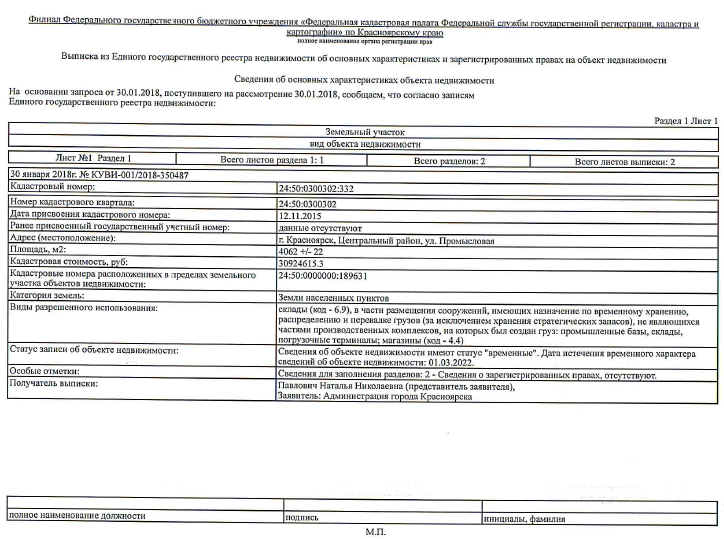 Филиал Федерального государственного бюджетного учреждения «Федеральная кадастровая палата Федеральной службы государственной регистрации, кадастра и
картографии» по Красноярскому краю
полное наименование органа регистрации прав
Выписка из Единого государственного реестра недвижимости об основных характеристиках и зарегистрированных правах на объект недвижимости
Сведения об основных характеристиках объекта недвижимости
На основании запроса от 30.01.2018, поступившего на рассмотрение 30.01.2018, сообщаем, что согласно записям
Единого государственного реестра недвижимости:
Раздел 1 Лист 1
Земельный участок
вид объекта недвижимости
Лист №1 Раздел 1 Всего листов раздела 1: 1 Всего разделов: 2 Всего листов выписки: 2
30 января 2018г. № КУВИ-001/2018-350487
Кадастровый номер: 24:50:0300302:332
Номер кадастрового квартала: 24:50:0300302
Дата присвоения кадастрового номера: 12.11.2015
Ранее присвоенный государственный учетный номер: данные отсутствуют
Адрес (местоположение): г. Красноярск, Центральный район, ул. Промысловая
Площадь, м2: 4062 +/- 22
Кадастровая стоимость, руб: 30924615.3
Кадастровые номера расположенных в пределах земельного 24:50:0000000:189631
участка объектов недвижимости:
Категория земель: Земли населенных пунктов
Виды разрешенного использования: склады (код - 6.9), в части размещения сооружений, имеющих назначение по временному хранению,
распределению и перевалке грузов (за исключением хранения стратегических запасов), не являющихся
частями производственных комплексов, на которых был создан груз: промышленные базы, склады,
погрузочные терминалы; магазины (код - 4.4)
Статус записи об объекте недвижимости: Сведения об объекте недвижимости имеют статус "временные". Дата истечения временного характера
сведений об объекте недвижимости: 01.03.2022.
Особые отметки: Сведения для заполнения разделов: 2 - Сведения о зарегистрированных правах, отсутствуют.
Получатель выписки: Павлович Наталья Николаевна (представитель заявителя),
Заявитель: Администрация города Красноярска
полное наименование должности подпись инициалы, фамилия
М.П.